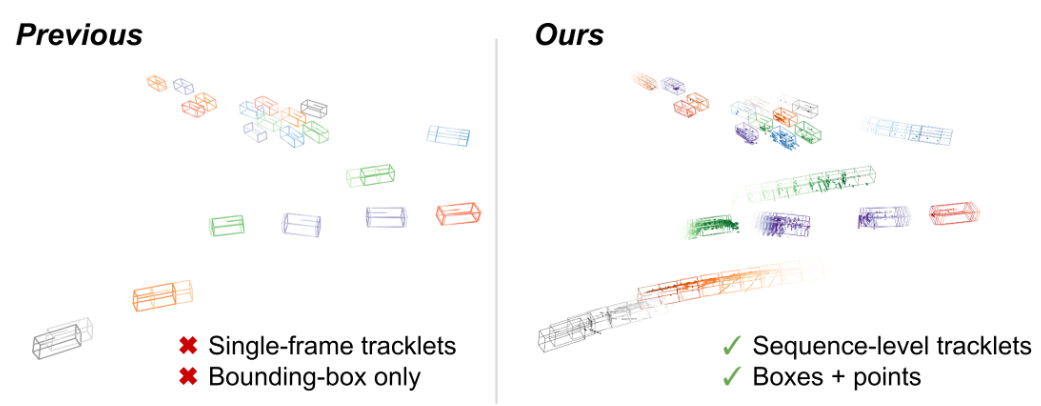 Previous
Ours
✖ Single-frame tracklets
✖ Bounding-box only
✓ Sequence-level tracklets
✓ Boxes + points